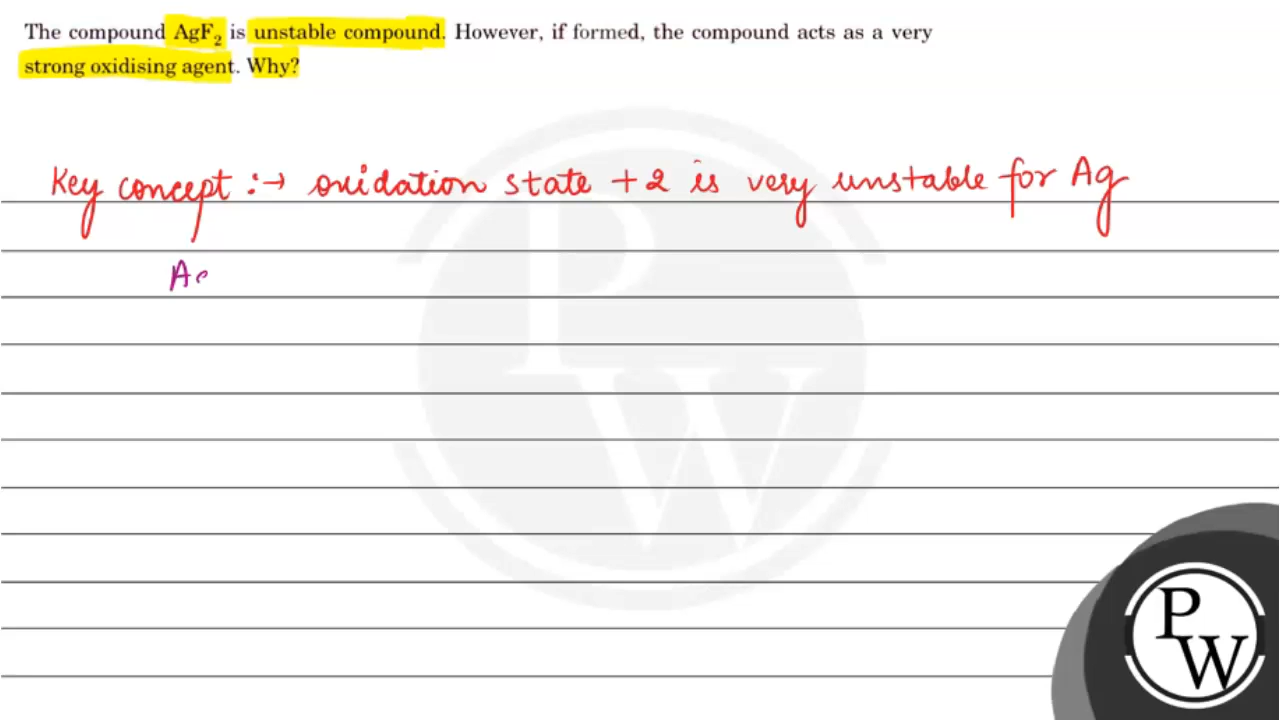 The compound AgF₂ is unstable compound. However, if formed, the compound acts as a very
strong oxidising agent. Why?
Key concept :→ oxidation state +2 is very unstable for Ag
P
W
P
W